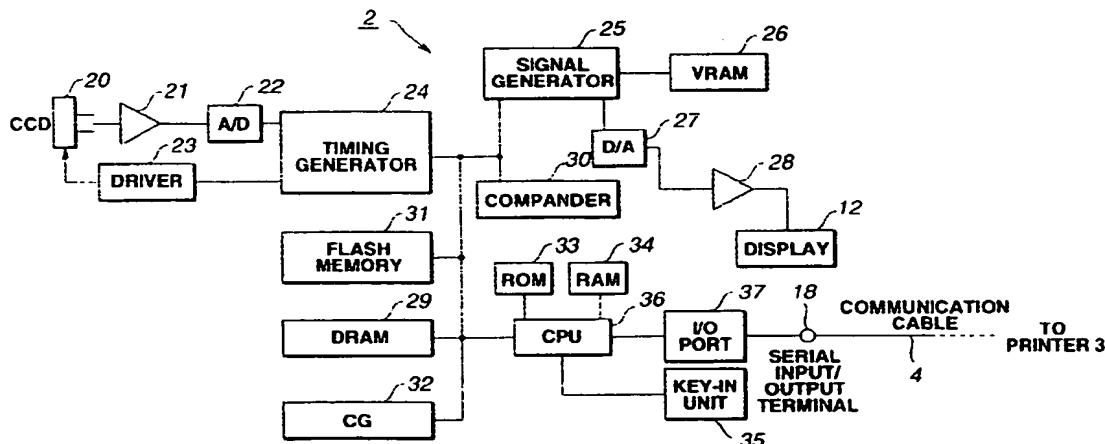 2
25
26
SIGNAL
GENERATOR
VRAM
20
21
22
24
CCD
A/D
TIMING
GENERATOR
27
D/A
23
DRIVER
30
COMPANDER
28
31
FLASH
MEMORY
12
DISPLAY
33
34
ROM
RAM
29
DRAM
36
CPU
37
I/O
PORT
18
COMMUNICATION
CABLE
TO
PRINTER 3
4
SERIAL
INPUT/
OUTPUT
TERMINAL
32
CG
KEY-IN
UNIT
35